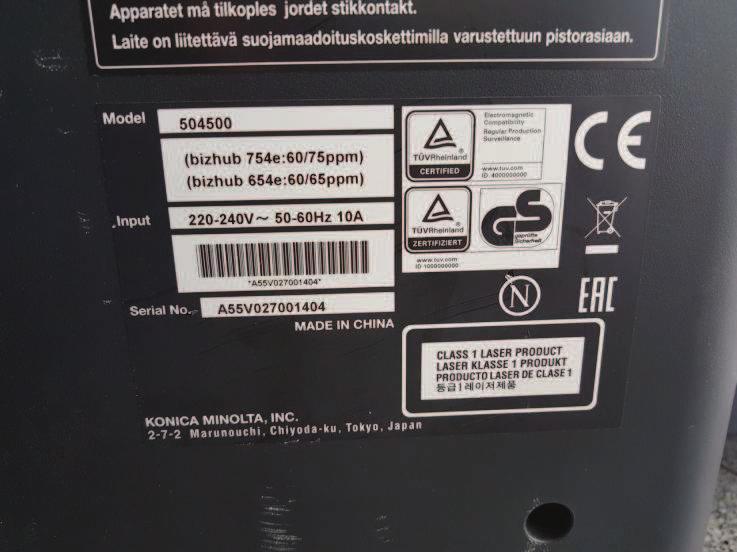 Apparatet må tilkoples jordet stikkontakt.
Laite on liitettävä suojamaadoituskoskettimilla varustettuun pistorasiaan.
Model
504500
(bizhub 754e:60/75ppm)
(bizhub 654e:60/65ppm)
Input
220-240V～ 50-60Hz 10A
*A55V027001404*
Serial No.
A55V027001404
MADE IN CHINA
TÜVRheinland
CERTIFIED
Electromagnetic
Compatibility
Regular Production
Surveillance
www.tuv.com
ID 4000000000
TÜVRheinland
ZERTIFIZIERT
GS
geprüfte
Sicherheit
www.tuv.com
ID 1000000000
CE
N
EAC
CLASS 1 LASER PRODUCT
LASER KLASSE 1 PRODUKT
PRODUCTO LASER DE CLASE 1
등급1레이저제품
KONICA MINOLTA, INC.
2-7-2 Marunouchi, Chiyoda-ku, Tokyo, Japan